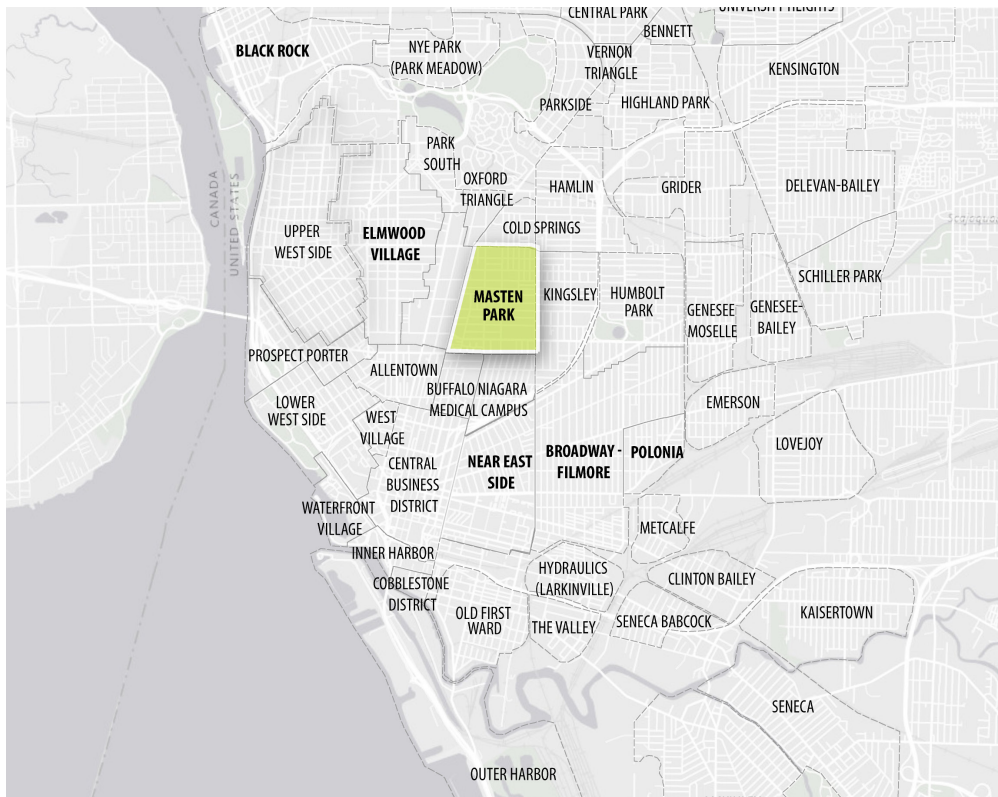 CENTRAL PARK
UNIVERSITY HEIGHTS
BENNETT
BLACK ROCK
NYE PARK
(PARK MEADOW)
VERNON
TRIANGLE
KENSINGTON
PARKSIDE
HIGHLAND PARK
PARK
SOUTH
OXFORD
TRIANGLE
HAMLIN
GRIDER
DELEVAN-BAILEY
CANADA
UNITED STATES
UPPER
WEST SIDE
ELMWOOD
VILLAGE
COLD SPRINGS
SCHILLER PARK
MASTEN
PARK
KINGSLEY
HUMBOLT
PARK
GENESEE
MOSELLE
GENESEE-
BAILEY
PROSPECT PORTER
ALLENTOWN
BUFFALO NIAGARA
MEDICAL CAMPUS
LOWER
WEST SIDE
WEST
VILLAGE
EMERSON
LOVEJOY
CENTRAL
BUSINESS
DISTRICT
NEAR EAST
SIDE
BROADWAY -
FILMORE
POLONIA
WATERFRONT
VILLAGE
METCALFE
INNER HARBOR
COBBLESTONE
DISTRICT
HYDRAULICS
(LARKINVILLE)
CLINTON BAILEY
OLD FIRST
WARD
THE VALLEY
SENECA BABCOCK
KAISERTOWN
SENECA
OUTER HARBOR